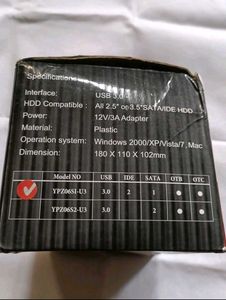 Specification
Interface: USB 3.0
HDD Compatible : All 2.5" or 3.5" SATA/IDE HDD
Power: 12V/3A Adapter
Material: Plastic
Operation system: Windows 2000/XP/Vista/7, Mac
Dimension: 180 X 110 X 102mm
Model NO USB IDE SATA OTB OTC
YPZ06S1-U3 3.0 2 1 ● ●
YPZ06S2-U3 3.0 2 ● ●